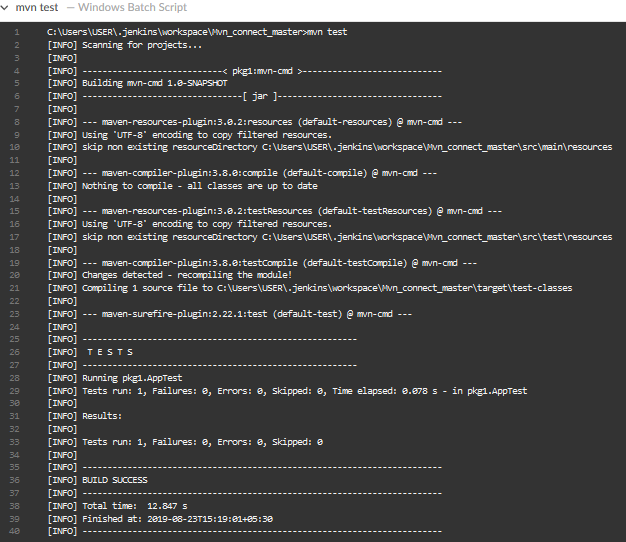 mvn test — Windows Batch Script
1 C:\Users\USER\.jenkins\workspace\Mvn_connect_master>mvn test
2 [INFO] Scanning for projects...
3 [INFO]
4 [INFO] --------------------------< pkg1:mvn-cmd >--------------------------
5 [INFO] Building mvn-cmd 1.0-SNAPSHOT
6 [INFO] --------------------------------[ jar ]---------------------------------
7 [INFO]
8 [INFO] --- maven-resources-plugin:3.0.2:resources (default-resources) @ mvn-cmd ---
9 [INFO] Using 'UTF-8' encoding to copy filtered resources.
10 [INFO] skip non existing resourceDirectory C:\Users\USER\.jenkins\workspace\Mvn_connect_master\src\main\resources
11 [INFO]
12 [INFO] --- maven-compiler-plugin:3.8.0:compile (default-compile) @ mvn-cmd ---
13 [INFO] Nothing to compile - all classes are up to date
14 [INFO]
15 [INFO] --- maven-resources-plugin:3.0.2:testResources (default-testResources) @ mvn-cmd ---
16 [INFO] Using 'UTF-8' encoding to copy filtered resources.
17 [INFO] skip non existing resourceDirectory C:\Users\USER\.jenkins\workspace\Mvn_connect_master\src\test\resources
18 [INFO]
19 [INFO] --- maven-compiler-plugin:3.8.0:testCompile (default-testCompile) @ mvn-cmd ---
20 [INFO] Changes detected - recompiling the module!
21 [INFO] Compiling 1 source file to C:\Users\USER\.jenkins\workspace\Mvn_connect_master\target\test-classes
22 [INFO]
23 [INFO] --- maven-surefire-plugin:2.22.1:test (default-test) @ mvn-cmd ---
24 [INFO]
25 [INFO] -------------------------------------------------------
26 [INFO]  T E S T S
27 [INFO] -------------------------------------------------------
28 [INFO] Running pkg1.AppTest
29 [INFO] Tests run: 1, Failures: 0, Errors: 0, Skipped: 0, Time elapsed: 0.078 s - in pkg1.AppTest
30 [INFO]
31 [INFO] Results:
32 [INFO]
33 [INFO] Tests run: 1, Failures: 0, Errors: 0, Skipped: 0
34 [INFO]
35 [INFO] ------------------------------------------------------------------------
36 [INFO] BUILD SUCCESS
37 [INFO] ------------------------------------------------------------------------
38 [INFO] Total time:  12.847 s
39 [INFO] Finished at: 2019-08-23T15:19:01+05:30
40 [INFO] ------------------------------------------------------------------------